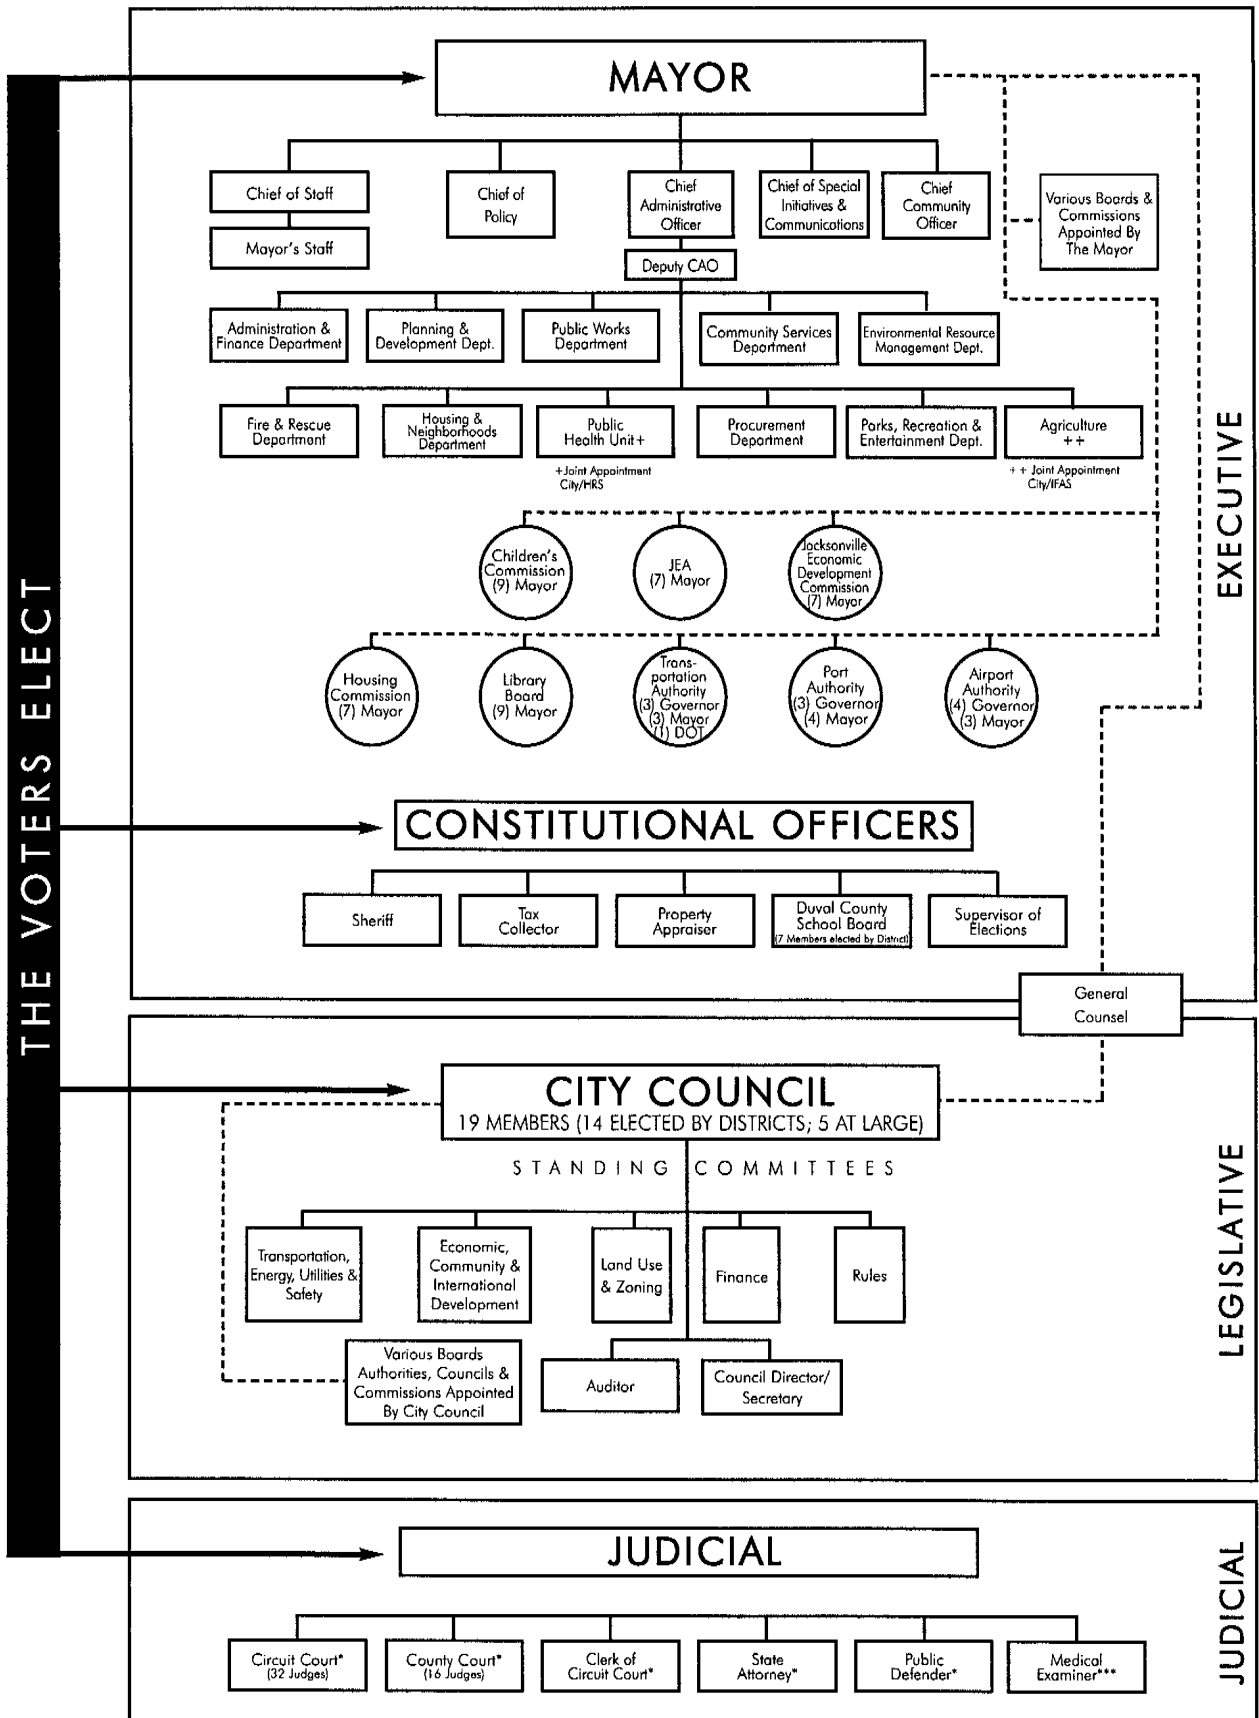 THE VOTERS ELECT
EXECUTIVE
MAYOR
Chief of Staff
Mayor's Staff
Chief of
Policy
Chief
Administrative
Officer
Deputy CAO
Chief of Special
Initiatives &
Communications
Chief
Community
Officer
Various Boards &
Commissions
Appointed By
The Mayor
Administration &
Finance Department
Planning &
Development Dept.
Public Works
Department
Community Services
Department
Environmental Resource
Management Dept.
Fire & Rescue
Department
Housing &
Neighborhoods
Department
Public
Health Unit+
+Joint Appointment
City/HRS
Procurement
Department
Parks, Recreation &
Entertainment Dept.
Agriculture
++
++ Joint Appointment
City/IFAS
Children's
Commission
(9) Mayor
JEA
(7) Mayor
Jacksonville
Economic
Development
Commission
(7) Mayor
Housing
Commission
(7) Mayor
Library
Board
(9) Mayor
Trans-
portation
Authority
(3) Governor
(3) Mayor
(1) DOT
Port
Authority
(3) Governor
(4) Mayor
Airport
Authority
(4) Governor
(3) Mayor
CONSTITUTIONAL OFFICERS
Sheriff
Tax
Collector
Property
Appraiser
Duval County
School Board
(7 Members elected by District)
Supervisor of
Elections
General
Counsel
LEGISLATIVE
CITY COUNCIL
19 MEMBERS (14 ELECTED BY DISTRICTS; 5 AT LARGE)
STANDING COMMITTEES
Transportation,
Energy, Utilities &
Safety
Economic,
Community &
International
Development
Land Use
& Zoning
Finance
Rules
Various Boards
Authorities, Councils &
Commissions Appointed
By City Council
Auditor
Council Director/
Secretary
JUDICIAL
JUDICIAL
Circuit Court*
(32 Judges)
County Court*
(16 Judges)
Clerk of
Circuit Court*
State
Attorney*
Public
Defender*
Medical
Examiner***